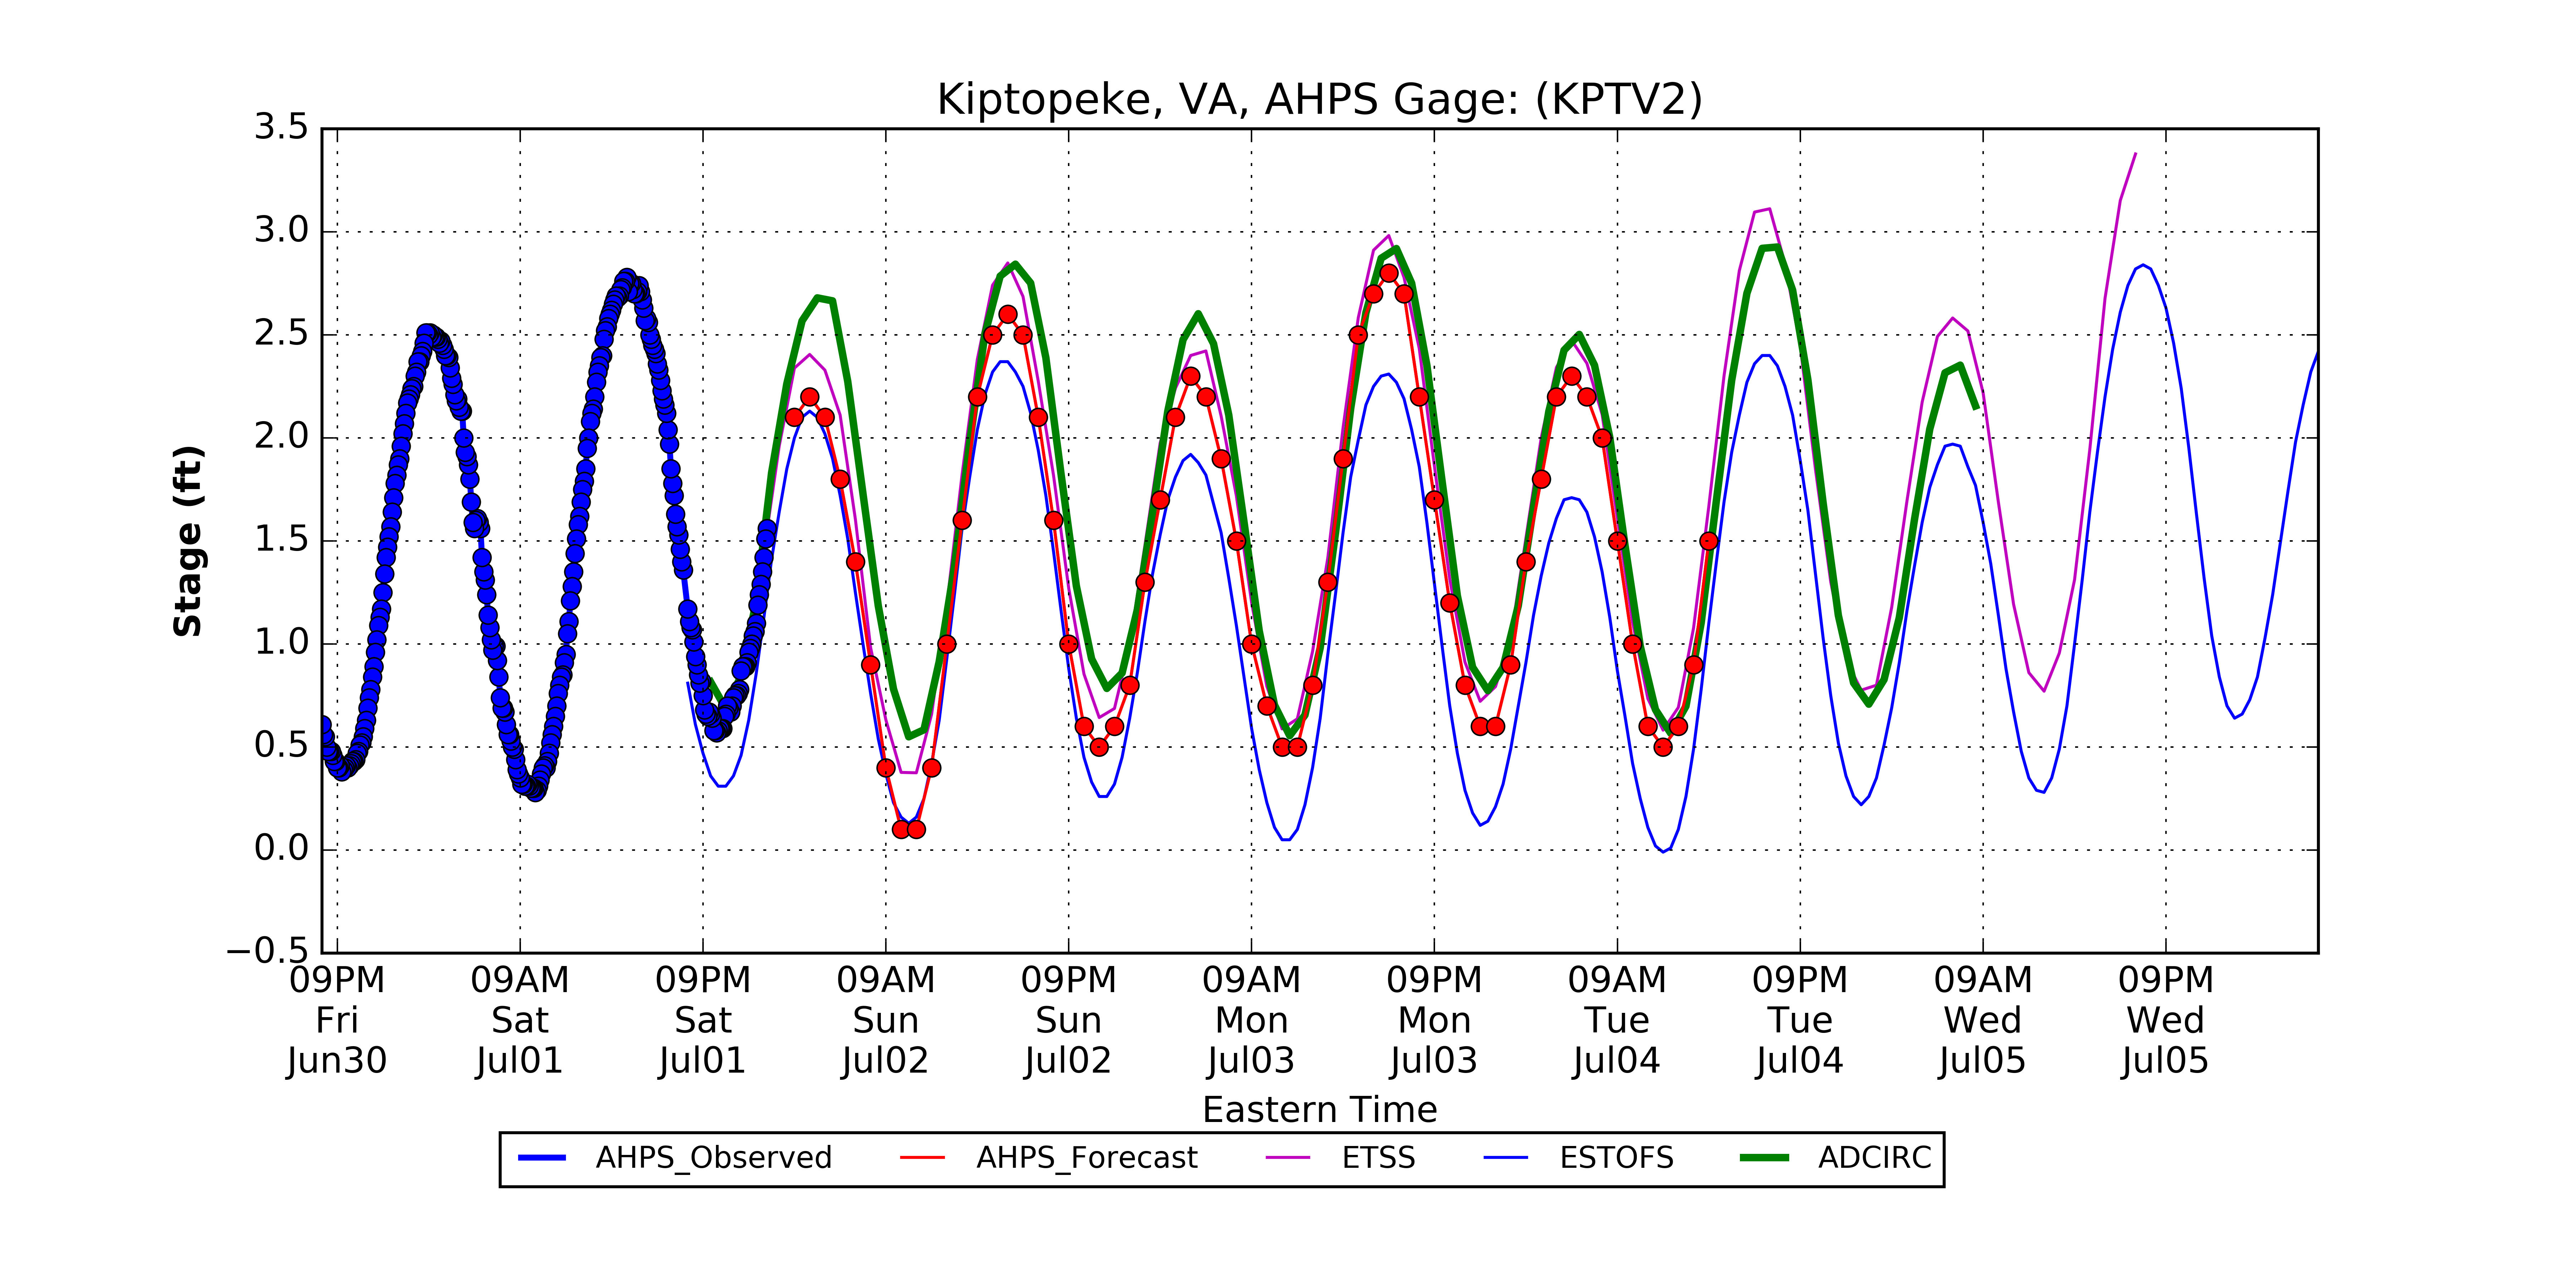 Kiptopeke, VA, AHPS Gage: (KPTV2)
3.5
3.0
2.5
2.0
1.5
1.0
0.5
0.0
−0.5
Stage (ft)
09PM 09AM 09PM 09AM 09PM 09AM 09PM 09AM 09PM 09AM 09PM
Fri Sat Sat Sun Sun Mon Mon Tue Tue Wed Wed
Jun30 Jul01 Jul01 Jul02 Jul02 Jul03 Jul03 Jul04 Jul04 Jul05 Jul05
Eastern Time
AHPS_Observed AHPS_Forecast ETSS ESTOFS ADCIRC